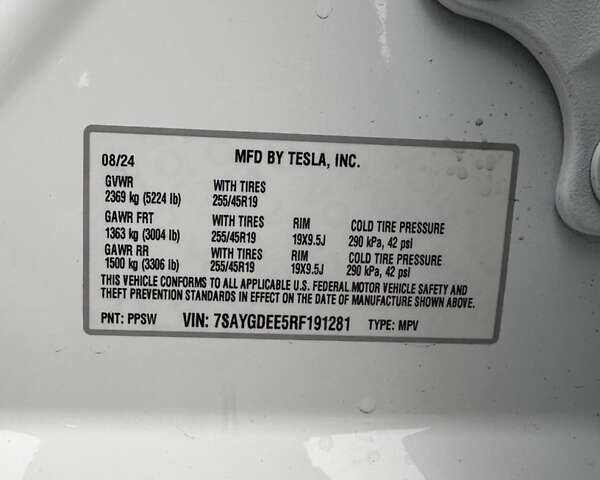 08/24 MFD BY TESLA, INC.
GVWR WITH TIRES
2369 kg (5224 lb) 255/45R19
GAWR FRT WITH TIRES RIM COLD TIRE PRESSURE
1363 kg (3004 lb) 255/45R19 19X9.5J 290 kPa, 42 psi
GAWR RR WITH TIRES RIM COLD TIRE PRESSURE
1500 kg (3306 lb) 255/45R19 19X9.5J 290 kPa, 42 psi
THIS VEHICLE CONFORMS TO ALL APPLICABLE U.S. FEDERAL MOTOR VEHICLE SAFETY AND
THEFT PREVENTION STANDARDS IN EFFECT ON THE DATE OF MANUFACTURE SHOWN ABOVE.
PNT: PPSW VIN: 7SAYGDEE5RF191281 TYPE: MPV